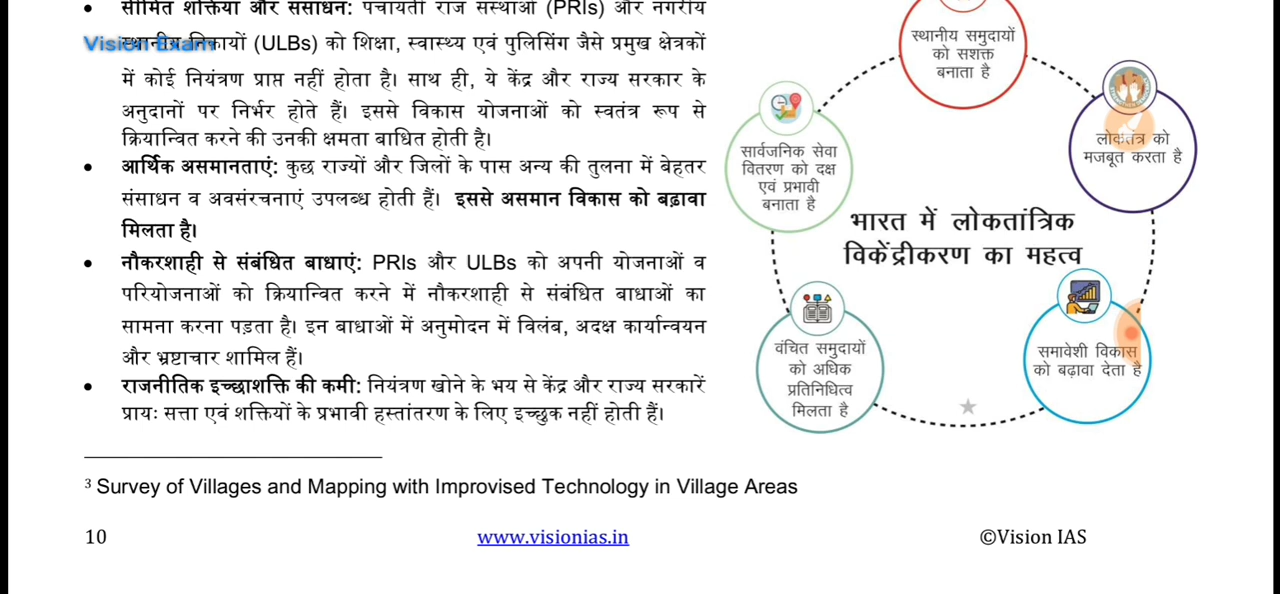 सीमित शक्तियां और संसाधन: पंचायती राज संस्थाओं (PRIs) और नगरीय
Vision Exam
स्थानीय निकायों (ULBs) को शिक्षा, स्वास्थ्य एवं पुलिसिंग जैसे प्रमुख क्षेत्रकों
में कोई नियंत्रण प्राप्त नहीं होता है। साथ ही, ये केंद्र और राज्य सरकार के
अनुदानों पर निर्भर होते हैं। इससे विकास योजनाओं को स्वतंत्र रूप से
क्रियान्वित करने की उनकी क्षमता बाधित होती है।
• आर्थिक असमानताएं: कुछ राज्यों और जिलों के पास अन्य की तुलना में बेहतर
संसाधन व अवसंरचनाएं उपलब्ध होती हैं। इससे असमान विकास को बढ़ावा
मिलता है।
• नौकरशाही से संबंधित बाधाएं: PRIs और ULBs को अपनी योजनाओं व
परियोजनाओं को क्रियान्वित करने में नौकरशाही से संबंधित बाधाओं का
सामना करना पड़ता है। इन बाधाओं में अनुमोदन में विलंब, अदक्ष कार्यान्वयन
और भ्रष्टाचार शामिल हैं।
• राजनीतिक इच्छाशक्ति की कमी: नियंत्रण खोने के भय से केंद्र और राज्य सरकारें
प्रायः सत्ता एवं शक्तियों के प्रभावी हस्तांतरण के लिए इच्छुक नहीं होती हैं।
स्थानीय समुदायों
को सशक्त
बनाता है
लोकतंत्र को
मजबूत करता है
सार्वजनिक सेवा
वितरण को दक्ष
एवं प्रभावी
बनाता है
भारत में लोकतांत्रिक
विकेंद्रीकरण का महत्व
वंचित समुदायों
को अधिक
प्रतिनिधित्व
मिलता है
समावेशी विकास
को बढ़ावा देता है
3 Survey of Villages and Mapping with Improvised Technology in Village Areas
10
www.visionias.in
©Vision IAS